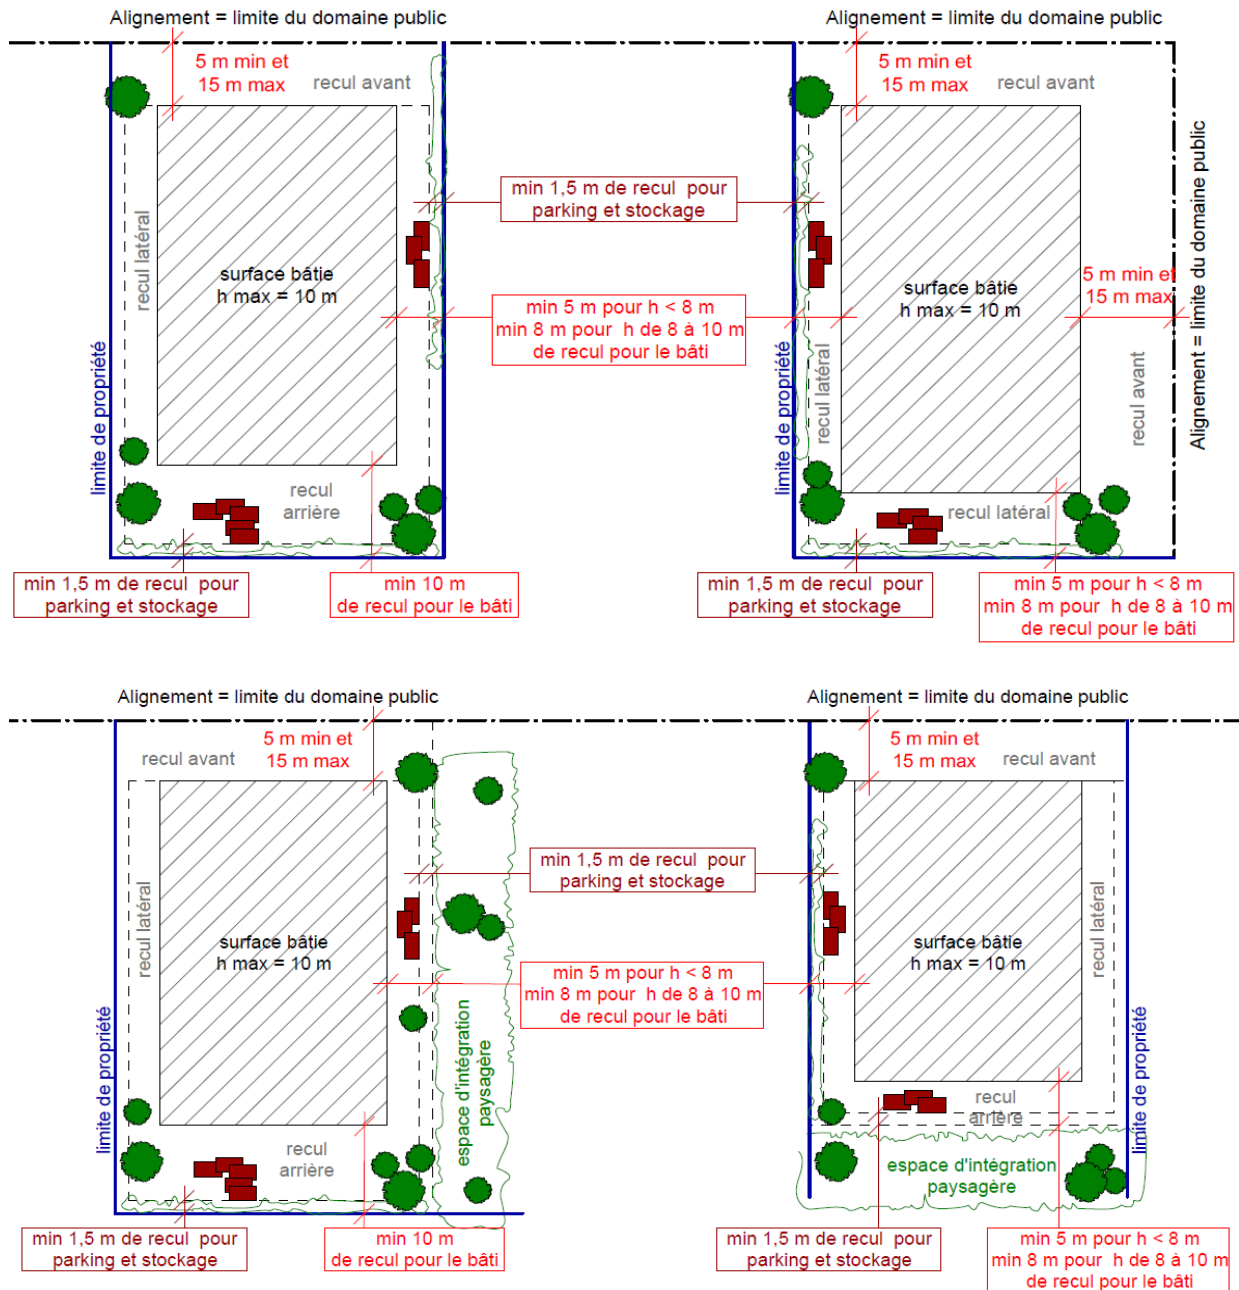 Alignement = limite du domaine public
5 m min et
15 m max
recul avant
recul latéral
surface bâtie
h max = 10 m
limite de propriété
recul
arrière
min 1,5 m de recul pour
parking et stockage
min 10 m
de recul pour le bâti
min 1,5 m de recul pour
parking et stockage
min 5 m pour h < 8 m
min 8 m pour h de 8 à 10 m
de recul pour le bâti
Alignement = limite du domaine public
5 m min et
15 m max
recul avant
surface bâtie
h max = 10 m
5 m min et
15 m max
Alignement = limite du domaine public
limite de propriété
recul latéral
recul avant
recul latéral
min 1,5 m de recul pour
parking et stockage
min 5 m pour h < 8 m
min 8 m pour h de 8 à 10 m
de recul pour le bâti
Alignement = limite du domaine public
recul avant
5 m min et
15 m max
recul latéral
surface bâtie
h max = 10 m
limite de propriété
recul
arrière
espace d'intégration
paysagère
min 1,5 m de recul pour
parking et stockage
min 10 m
de recul pour le bâti
min 1,5 m de recul pour
parking et stockage
min 5 m pour h < 8 m
min 8 m pour h de 8 à 10 m
de recul pour le bâti
Alignement = limite du domaine public
5 m min et
15 m max
recul avant
surface bâtie
h max = 10 m
recul latéral
limite de propriété
recul
arrière
espace d'intégration
paysagère
min 1,5 m de recul pour
parking et stockage
min 5 m pour h < 8 m
min 8 m pour h de 8 à 10 m
de recul pour le bâti